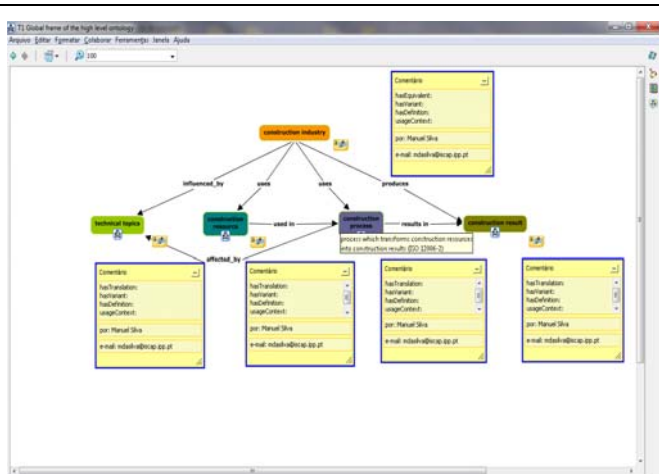 T1 Global frame of the high level ontology
Arquivo Editar Formatar Colaborar Ferramentas Janela Ajuda
100
Comentário
hasEquivalent:
hasVariant:
hasDefinition:
usageContext:
por: Manuel Silva
e-mail: mdasilva@iscap.ipp.pt
construction industry
influenced_by
uses
uses
produces
technical topics
construction
resource
used in
construction
process
results in
construction result
process which transforms construction resources
into construction results (ISO 12006-2)
affected_by
Comentário
hasTranslation:
hasVariant:
hasDefinition:
usageContext:
por: Manuel Silva
e-mail: mdasilva@iscap.ipp.pt
Comentário
hasTranslation:
hasVariant:
hasDefinition:
usageContext:
por: Manuel Silva
e-mail: mdasilva@iscap.ipp.pt
Comentário
hasTranslation:
hasVariant:
hasDefinition:
usageContext:
por: Manuel Silva
e-mail: mdasilva@iscap.ipp.pt
Comentário
hasTranslation:
hasVariant:
hasDefinition:
usageContext:
por: Manuel Silva
e-mail: mdasilva@iscap.ipp.pt